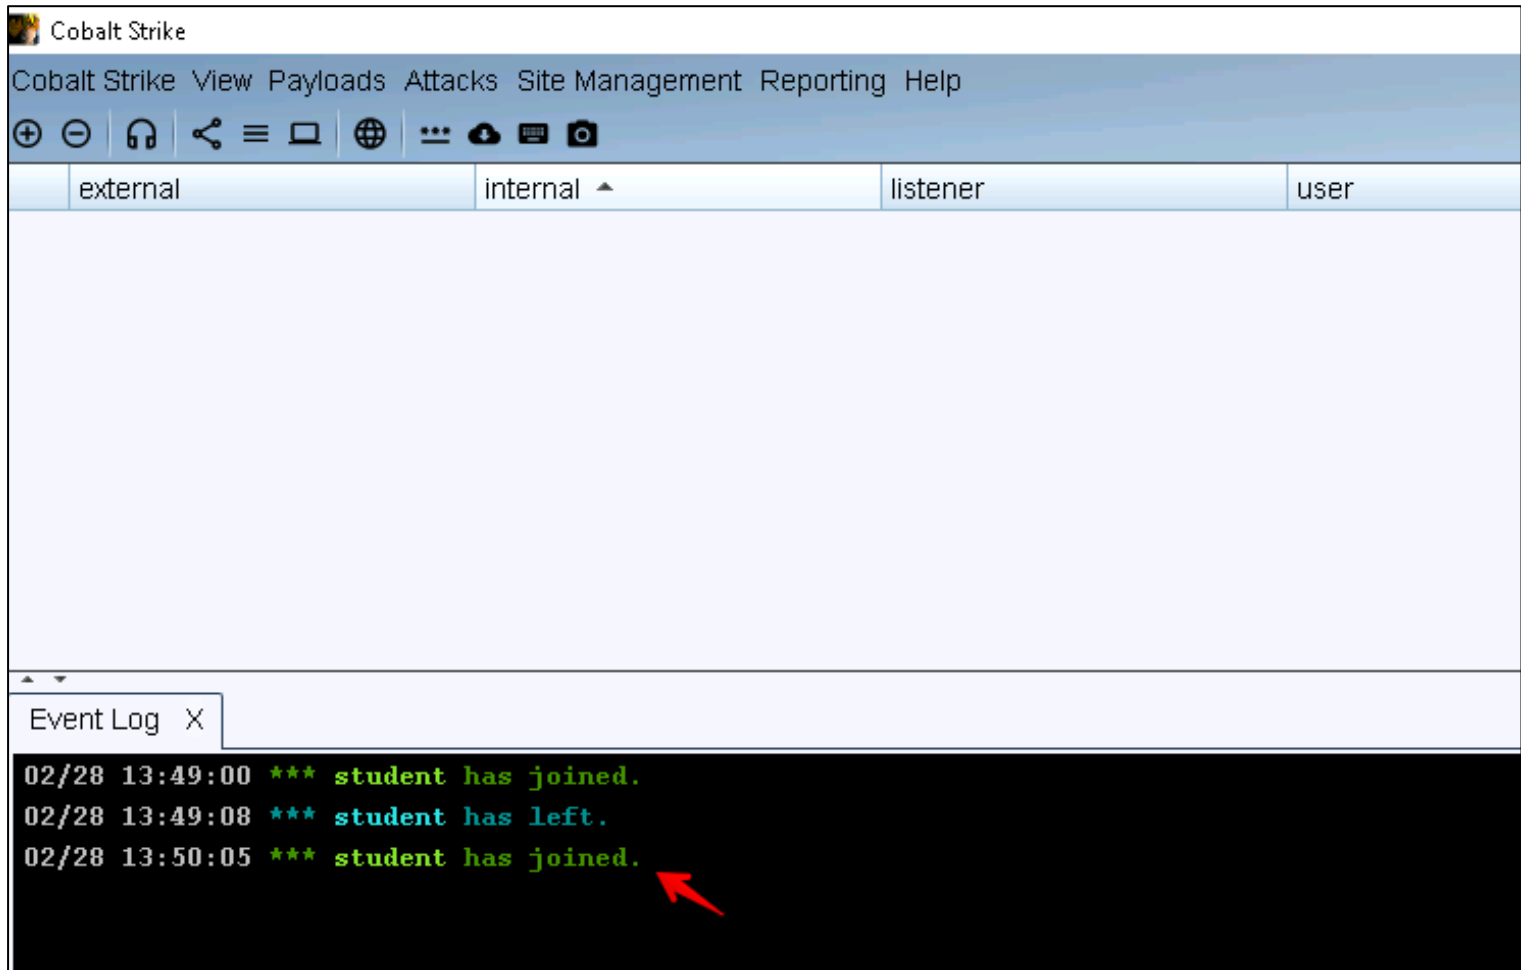 Cobalt Strike
Cobalt Strike View Payloads Attacks Site Management Reporting Help
external internal listener user
Event Log X
02/28 13:49:00 *** student has joined.
02/28 13:49:08 *** student has left.
02/28 13:50:05 *** student has joined.